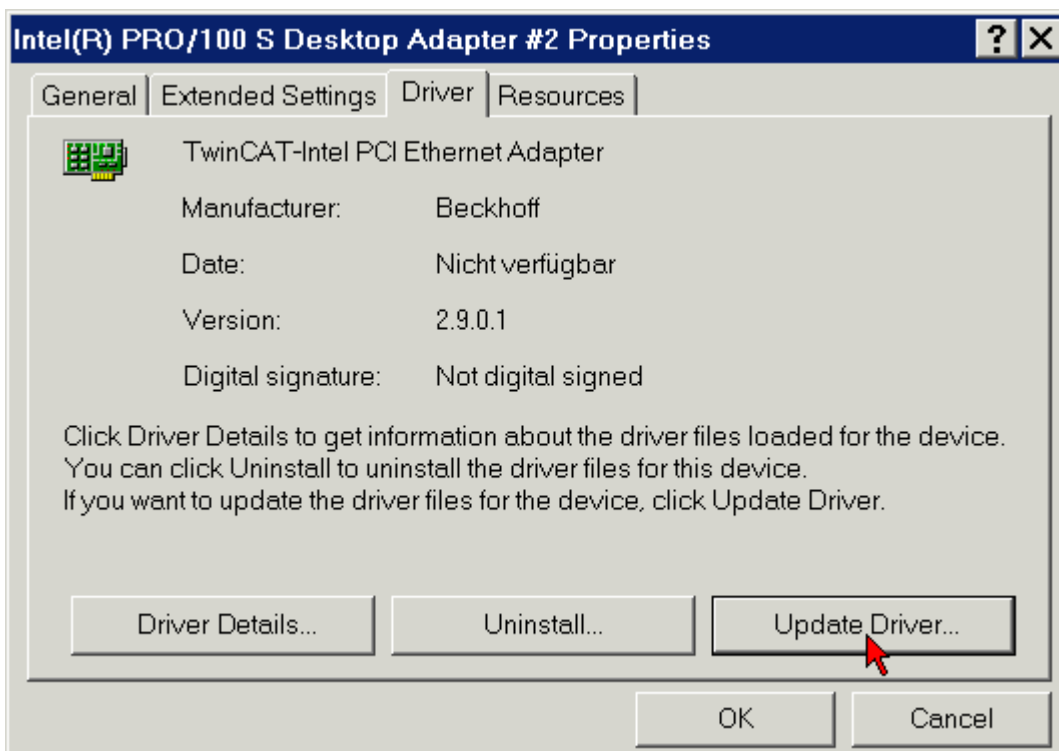 Intel(R) PRO/100 S Desktop Adapter #2 Properties
General Extended Settings Driver Resources
TwinCAT-Intel PCI Ethernet Adapter
Manufacturer: Beckhoff
Date: Nicht verfügbar
Version: 2.9.0.1
Digital signature: Not digital signed
Click Driver Details to get information about the driver files loaded for the device.
You can click Uninstall to uninstall the driver files for this device.
If you want to update the driver files for the device, click Update Driver.
Driver Details... Uninstall... Update Driver...
OK Cancel